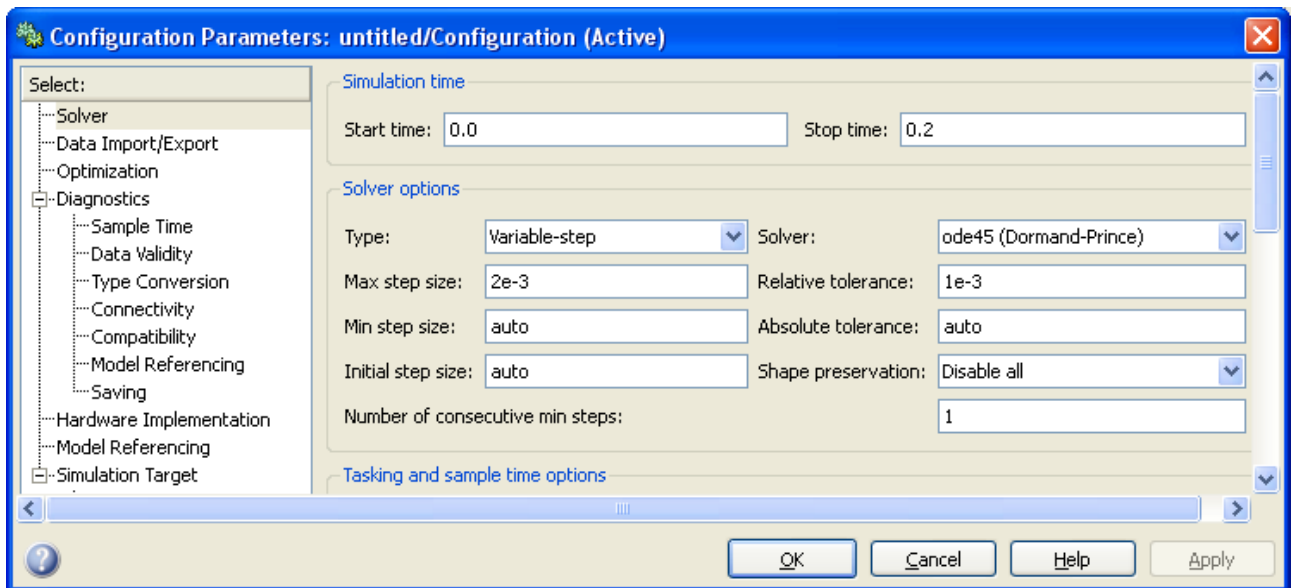 Configuration Parameters: untitled/Configuration (Active)
Select:
Solver
Data Import/Export
Optimization
Diagnostics
Sample Time
Data Validity
Type Conversion
Connectivity
Compatibility
Model Referencing
Saving
Hardware Implementation
Model Referencing
Simulation Target
Simulation time
Start time: 0.0 Stop time: 0.2
Solver options
Type: Variable-step Solver: ode45 (Dormand-Prince)
Max step size: 2e-3 Relative tolerance: 1e-3
Min step size: auto Absolute tolerance: auto
Initial step size: auto Shape preservation: Disable all
Number of consecutive min steps: 1
Tasking and sample time options
? OK Cancel Help Apply